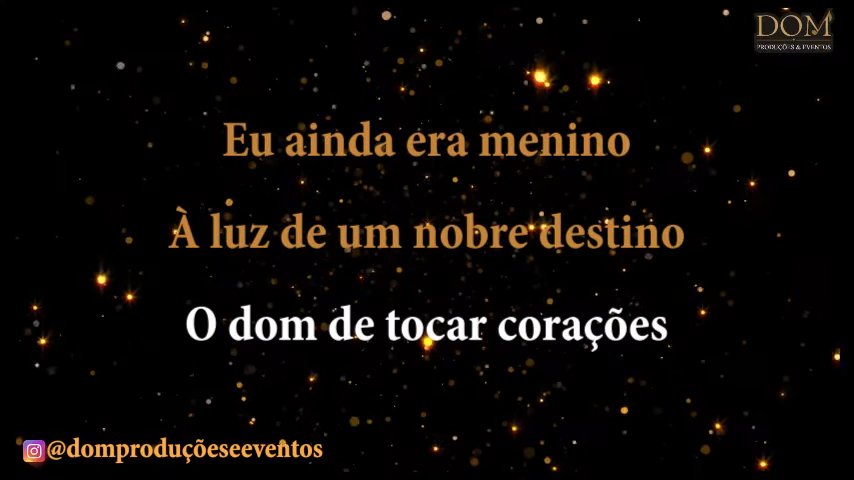 DOM
PRODUÇÕES & EVENTOS
Eu ainda era menino
À luz de um nobre destino
O dom de tocar corações
@domproduçõeseeventos